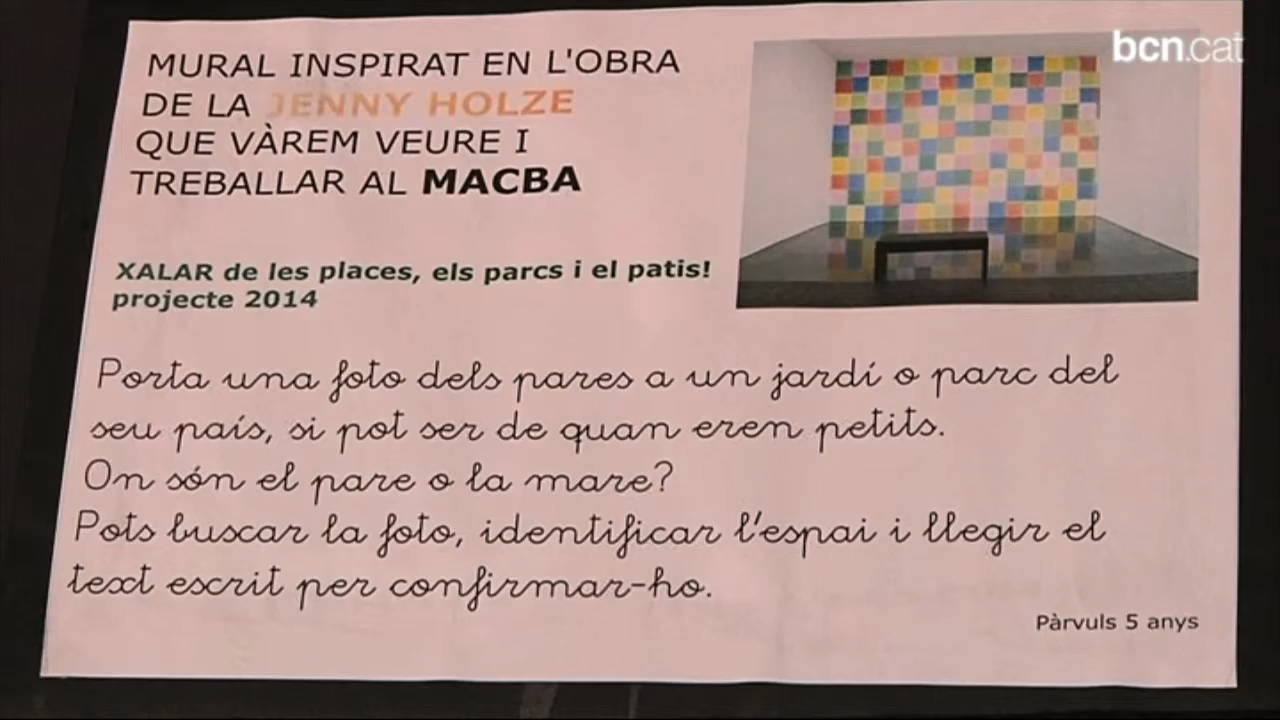 MURAL INSPIRAT EN L'OBRA
DE LA JENNY HOLZE
QUE VÀREM VEURE I
TREBALLAR AL MACBA
bcn.cat
XALAR de les places, els parcs i el patis!
projecte 2014
Porta una foto dels pares a un jardí o parc del
seu país, si pot ser de quan eren petits.
On són el pare o la mare?
Pots buscar la foto, identificar l'espai i llegir el
text escrit per confirmar-ho.
Pàrvuls 5 anys